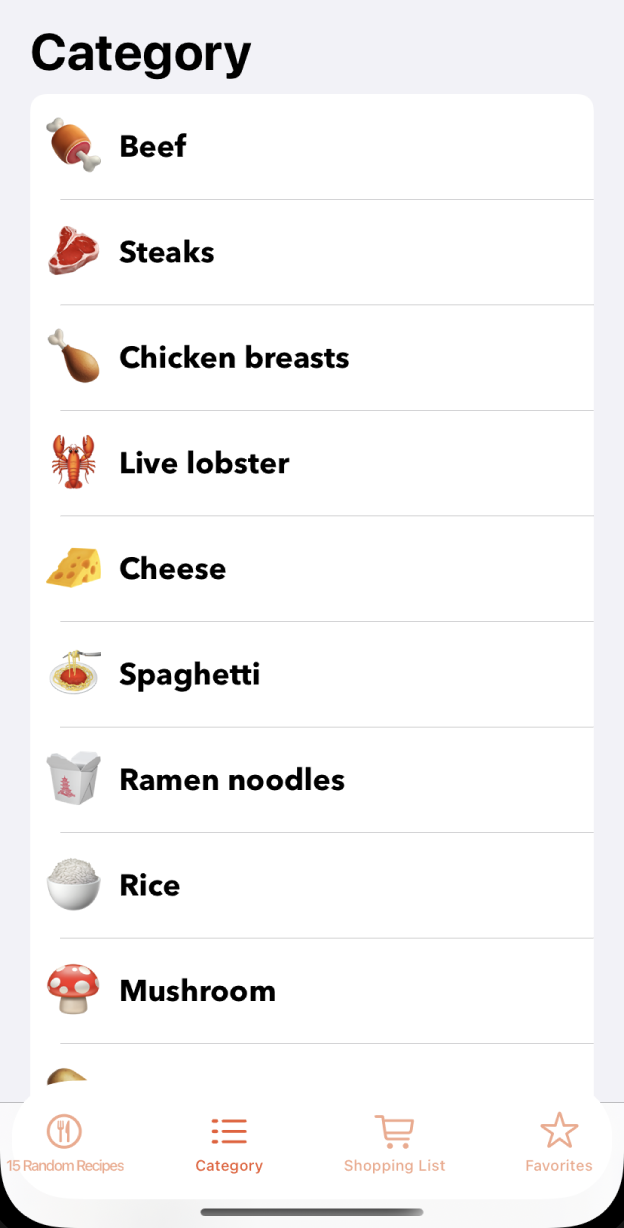 Category
Beef
Steaks
Chicken breasts
Live lobster
Cheese
Spaghetti
Ramen noodles
Rice
Mushroom
15 Random Recipes
Category
Shopping List
Favorites